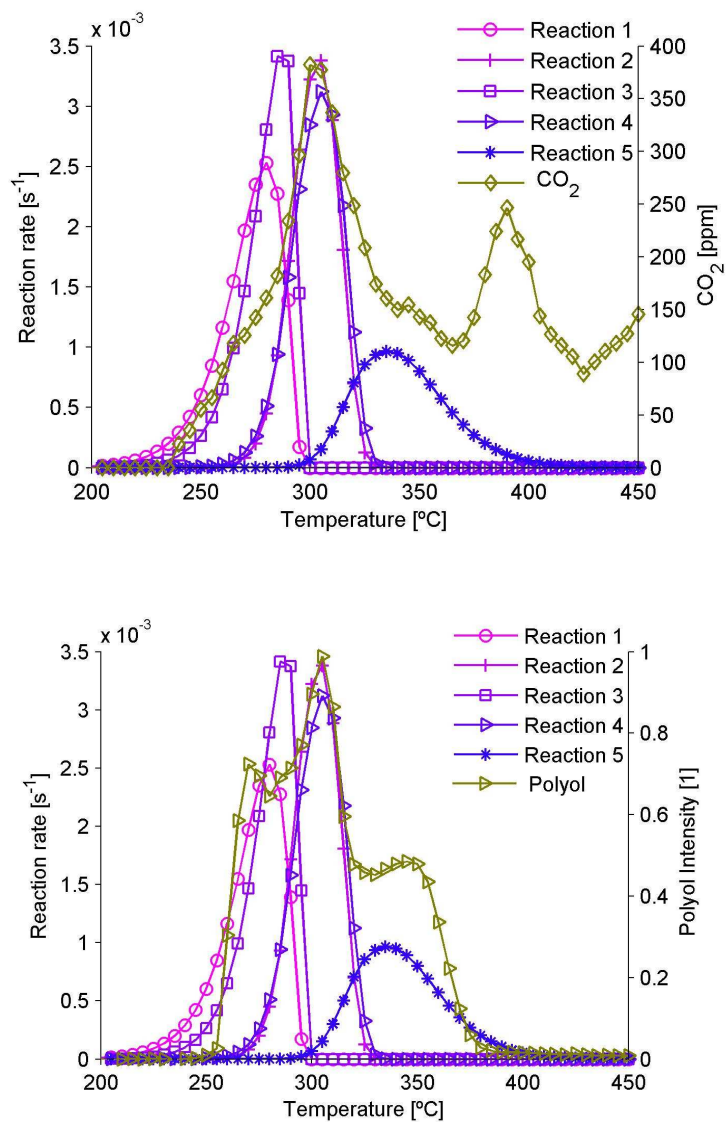 x 10⁻³
3.5
3
2.5
2
1.5
1
0.5
0
Reaction rate [s⁻¹]
200 250 300 350 400 450
Temperature [ºC]
400
350
300
250
200
150
100
50
0
CO₂ [ppm]
Reaction 1
Reaction 2
Reaction 3
Reaction 4
Reaction 5
CO₂
x 10⁻³
3.5
3
2.5
2
1.5
1
0.5
0
Reaction rate [s⁻¹]
200 250 300 350 400 450
Temperature [ºC]
1
0.8
0.6
0.4
0.2
0
Polyol Intensity [1]
Reaction 1
Reaction 2
Reaction 3
Reaction 4
Reaction 5
Polyol